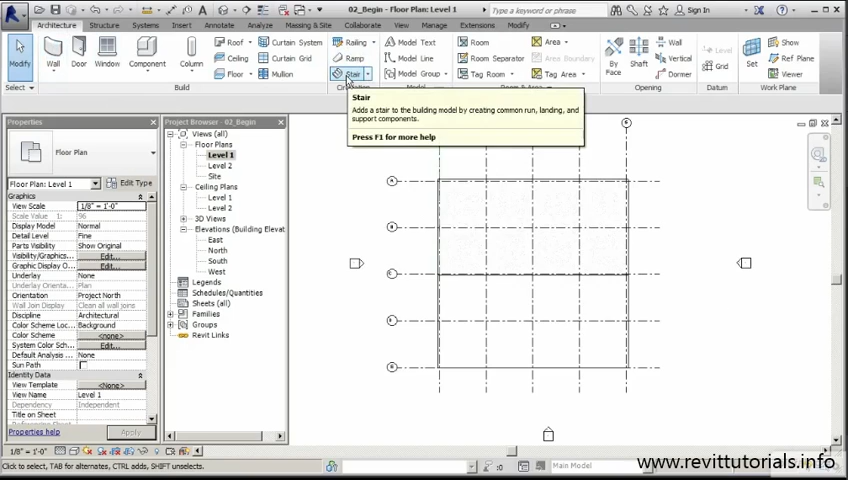 02_Begin - Floor Plan: Level 1
Type a keyword or phrase
Sign In
Architecture Structure Systems Insert Annotate Analyze Massing & Site Collaborate View Manage Extensions Modify
Modify Wall Door Window Component Column
Roof Ceiling Floor
Curtain System Curtain Grid Mullion
Railing Ramp Stair
Model Text Model Line Model Group
Room Room Separator Tag Room
Area Area Boundary Tag Area
By Face Shaft Wall Vertical Dormer
Level Grid
Set Show Ref Plane Viewer
Select Build Opening Datum Work Plane
Stair
Adds a stair to the building model by creating common run, landing, and
support components.
Press F1 for more help
Properties
Floor Plan
Floor Plan: Level 1 Edit Type
Graphics
View Scale 1/8" = 1'-0"
Scale Value 1: 96
Display Model Normal
Detail Level Fine
Parts Visibility Show Original
Visibility/Graphics... Edit...
Graphic Display O... Edit...
Underlay None
Underlay Orienta... Plan
Orientation Project North
Wall Join Display Clean all wall joins
Discipline Architectural
Color Scheme Loc... Background
Color Scheme <none>
System Color Sch... Edit...
Default Analysis ... None
Sun Path
Identity Data
View Template <None>
View Name Level 1
Dependency Independent
Title on Sheet
Properties help Apply
Project Browser - 02_Begin
Views (all)
Floor Plans
Level 1
Level 2
Site
Ceiling Plans
Level 1
Level 2
3D Views
Elevations (Building Elevat
East
North
South
West
Legends
Schedules/Quantities
Sheets (all)
Families
Groups
Revit Links
1/8" = 1'-0"
Click to select, TAB for alternates, CTRL adds, SHIFT unselects.
:0
Main Model
www.revittutorials.info